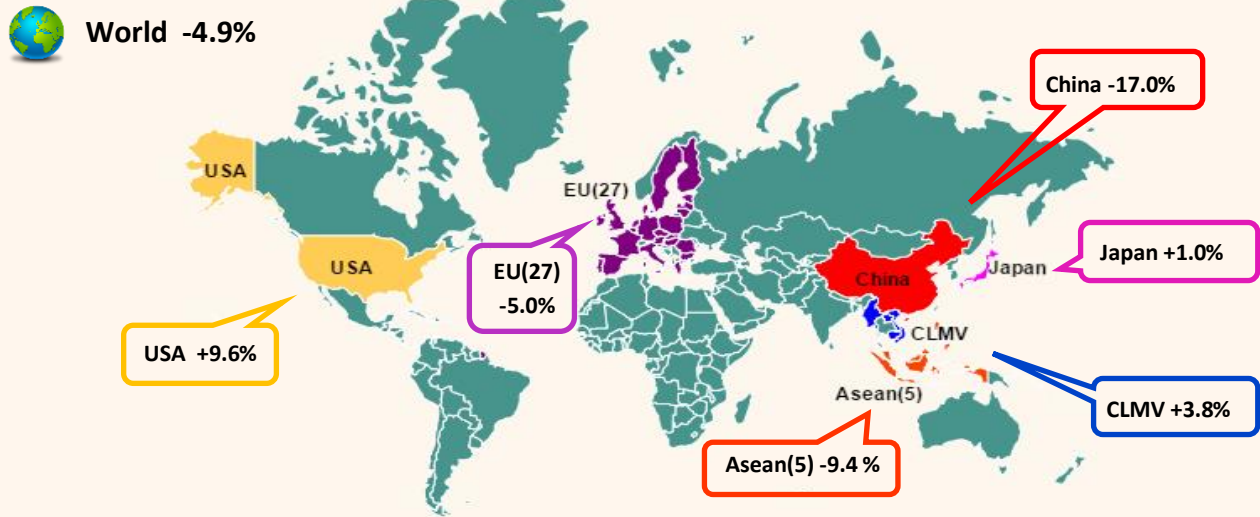 World -4.9%
China -17.0%
USA
EU(27)
EU(27)
-5.0%
USA
China
Japan
Japan +1.0%
USA +9.6%
CLMV
Asean(5)
CLMV +3.8%
Asean(5) -9.4 %